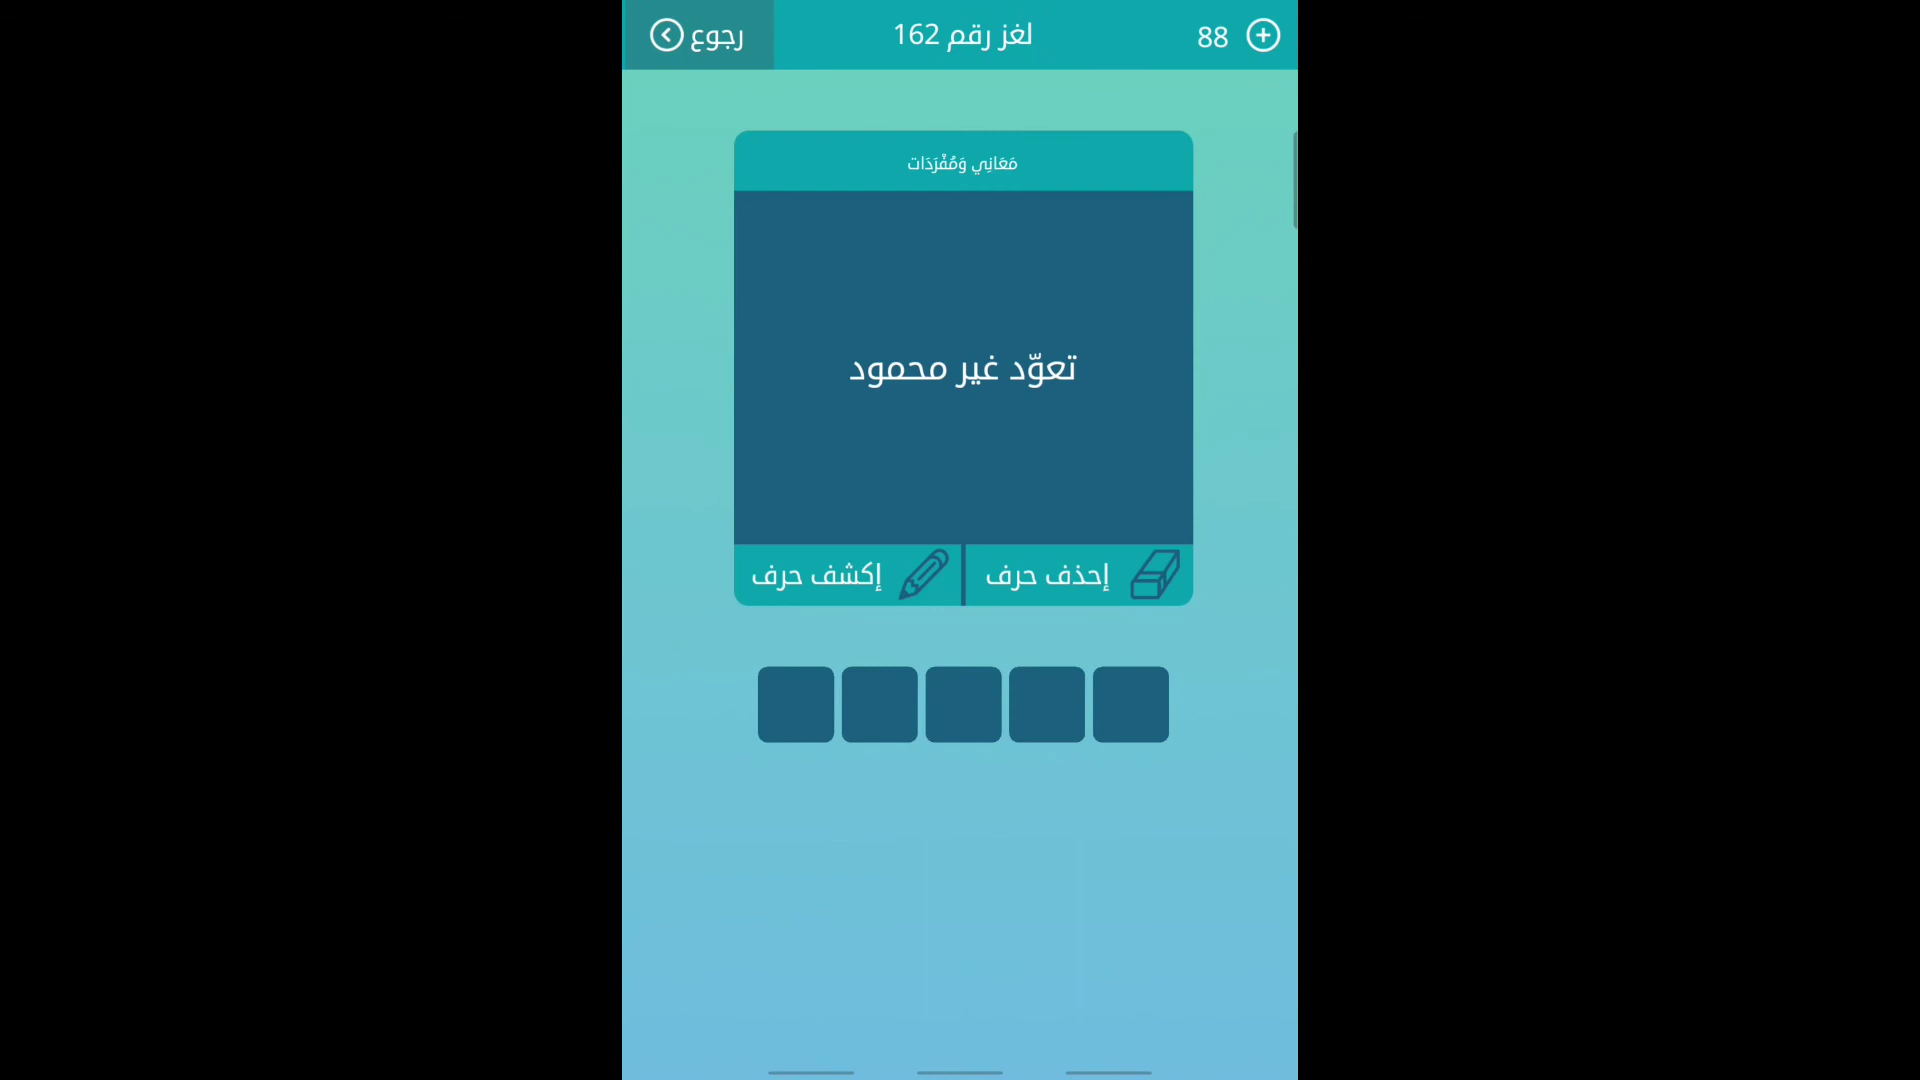 88 لغز رقم 162 رجوع
مَعَانِي وَمُفْرَدَات
تعوّد غير محمود
إحذف حرف إكشف حرف